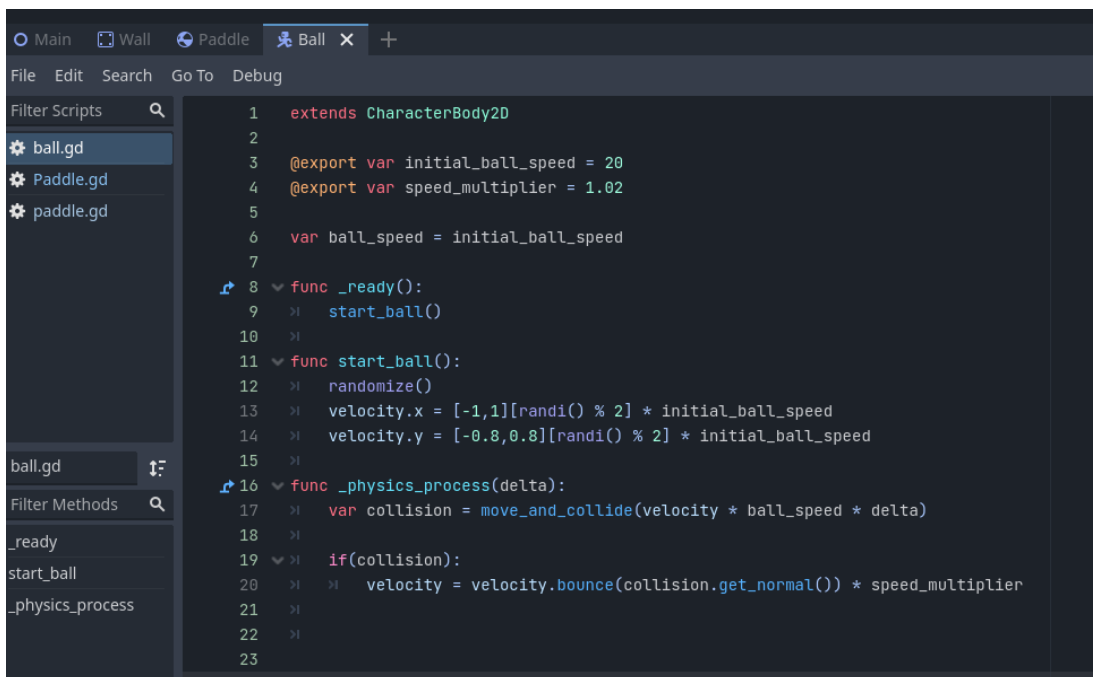 Main Wall Paddle Ball
File Edit Search Go To Debug
Filter Scripts
ball.gd
Paddle.gd
paddle.gd
ball.gd
Filter Methods
_ready
start_ball
_physics_process
1 extends CharacterBody2D
2
3 @export var initial_ball_speed = 20
4 @export var speed_multiplier = 1.02
5
6 var ball_speed = initial_ball_speed
7
8 func _ready():
9 start_ball()
10
11 func start_ball():
12 randomize()
13 velocity.x = [-1,1][randi() % 2] * initial_ball_speed
14 velocity.y = [-0.8,0.8][randi() % 2] * initial_ball_speed
15
16 func _physics_process(delta):
17 var collision = move_and_collide(velocity * ball_speed * delta)
18
19 if(collision):
20 velocity = velocity.bounce(collision.get_normal()) * speed_multiplier
21
22
23